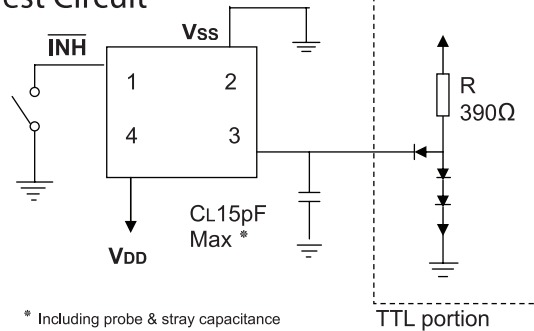 est Circuit
VSS
INH
1
2
4
3
R
390Ω
CL15pF
Max *
VDD
* Including probe & stray capacitance
TTL portion